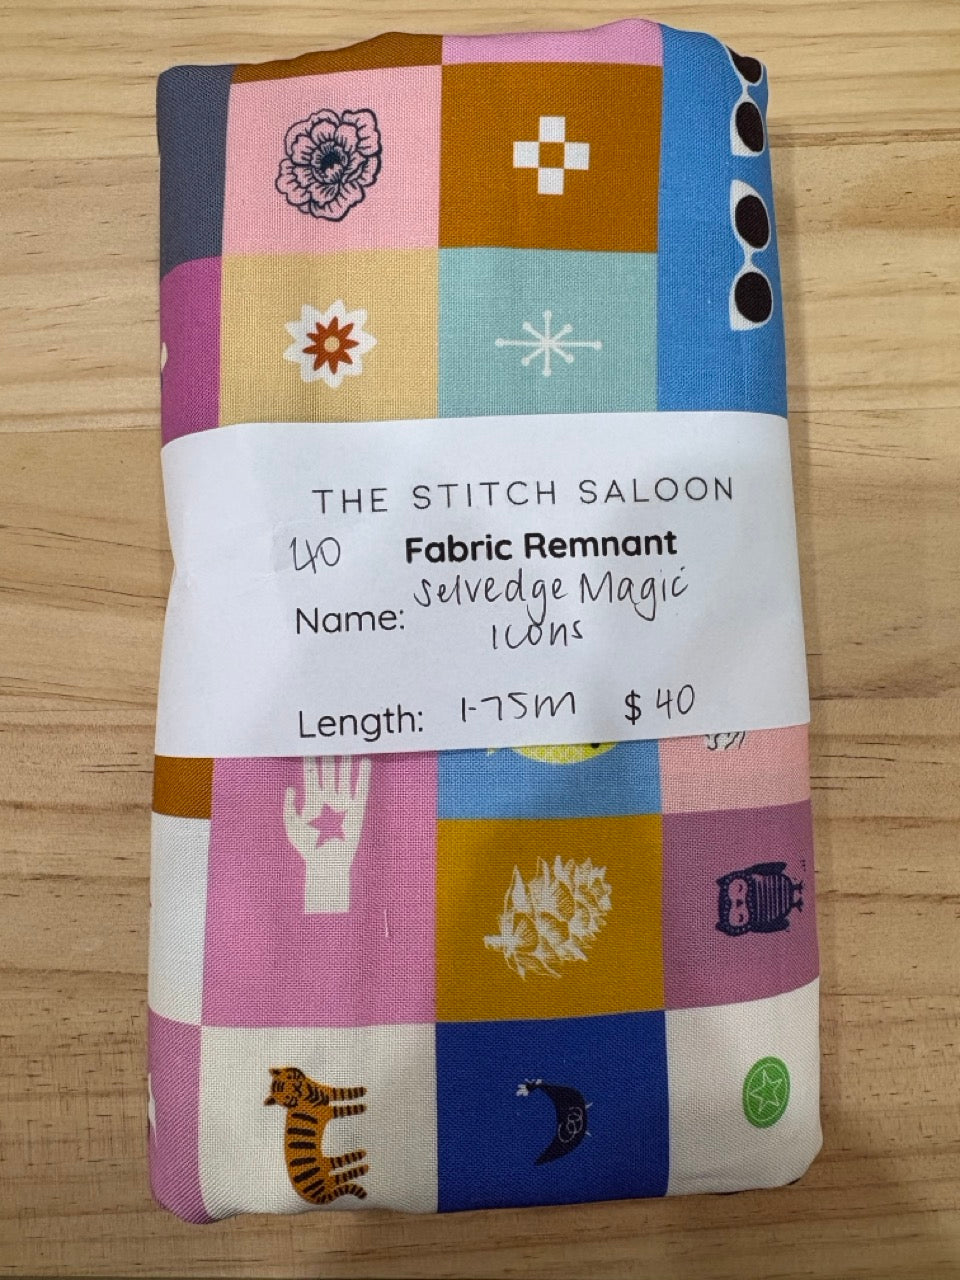 THE STITCH SALOON
40 Fabric Remnant
Name: Selvedge Magic
Icons
Length: 1.75m $40